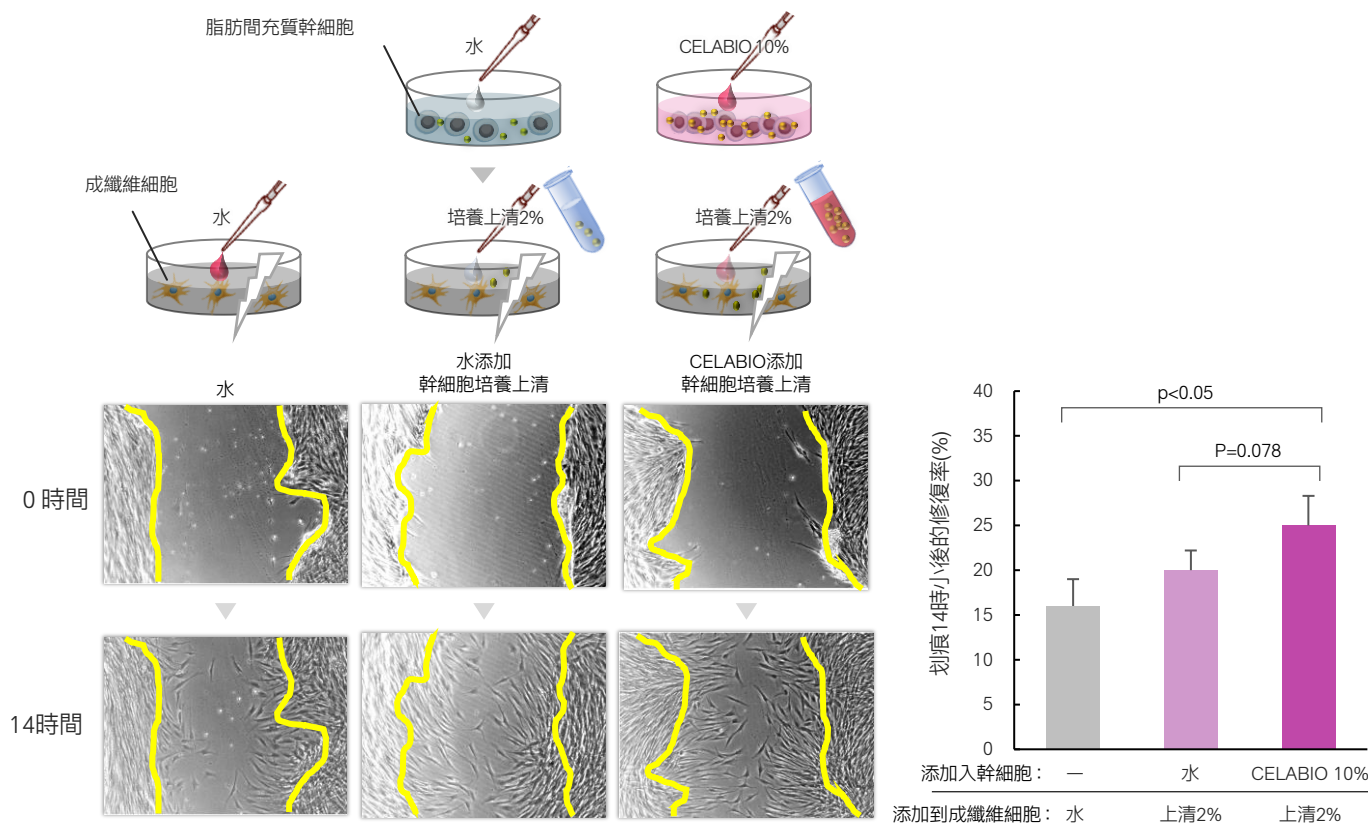 脂肪間充質幹細胞
水
CELABIO 10%
成纖維細胞
水
培養上清2%
培養上清2%
水
水添加
幹細胞培養上清
CELABIO添加
幹細胞培養上清
0 時間
14時間
划痕14時小後的修復率(%)
40
35
30
25
20
15
10
5
0
p<0.05
P=0.078
添加入幹細胞： — 水 CELABIO 10%
添加到成纖維細胞： 水 上清2% 上清2%